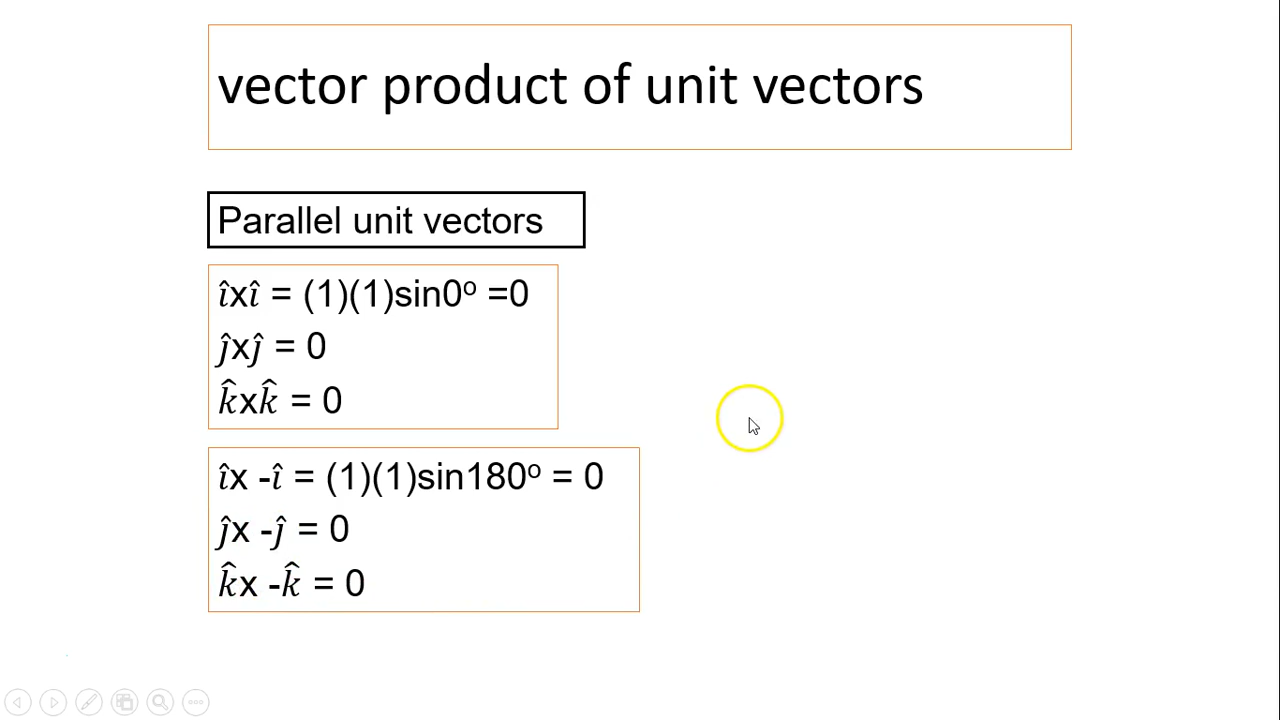 vector product of unit vectors
Parallel unit vectors
îxî = (1)(1)sin0º =0
ĵxĵ = 0
k̂xk̂ = 0
îx -î = (1)(1)sin180º = 0
ĵx -ĵ = 0
k̂x -k̂ = 0